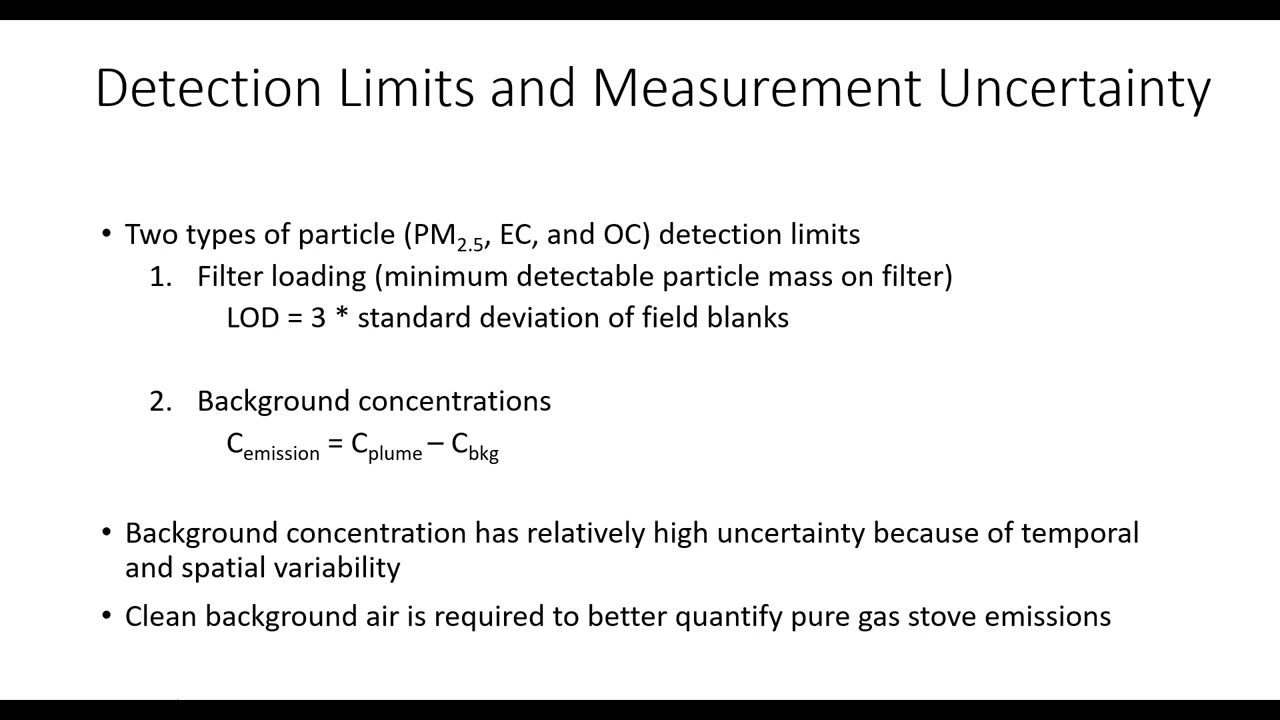 Detection Limits and Measurement Uncertainty
• Two types of particle (PM2.5, EC, and OC) detection limits
1. Filter loading (minimum detectable particle mass on filter)
LOD = 3 * standard deviation of field blanks
2. Background concentrations
Cemission = Cplume – Cbkg
• Background concentration has relatively high uncertainty because of temporal
and spatial variability
• Clean background air is required to better quantify pure gas stove emissions